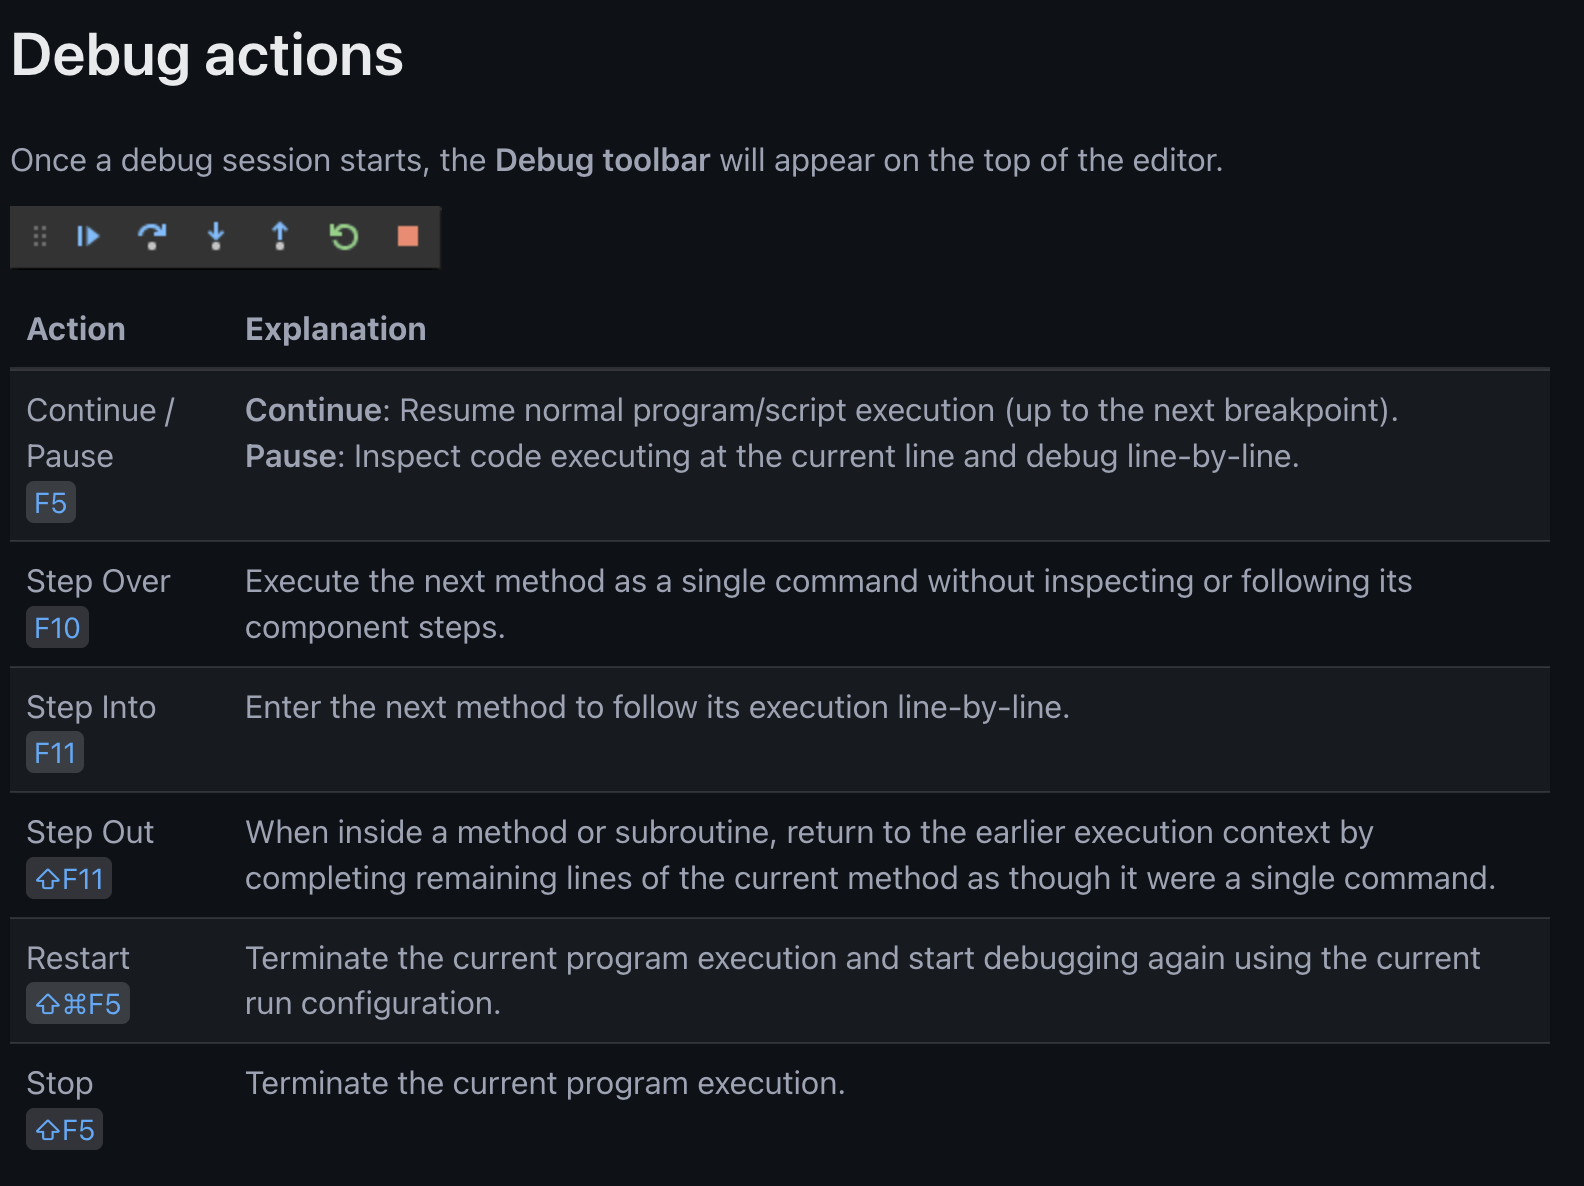 Debug actions
Once a debug session starts, the Debug toolbar will appear on the top of the editor.
Action Explanation
Continue / Continue: Resume normal program/script execution (up to the next breakpoint).
Pause Pause: Inspect code executing at the current line and debug line-by-line.
F5
Step Over Execute the next method as a single command without inspecting or following its
F10 component steps.
Step Into Enter the next method to follow its execution line-by-line.
F11
Step Out When inside a method or subroutine, return to the earlier execution context by
⇧F11 completing remaining lines of the current method as though it were a single command.
Restart Terminate the current program execution and start debugging again using the current
⇧⌘F5 run configuration.
Stop Terminate the current program execution.
⇧F5